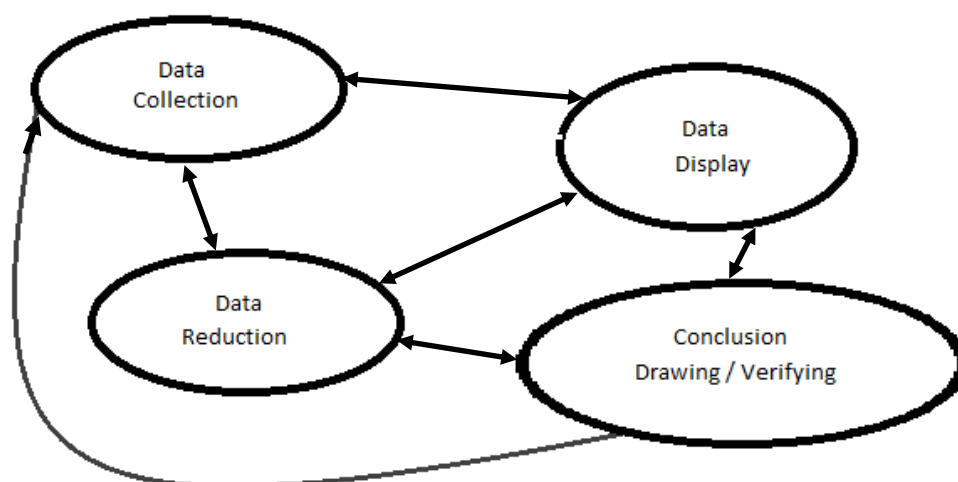 Data
Collection
Data
Display
Data
Reduction
Conclusion
Drawing / Verifying